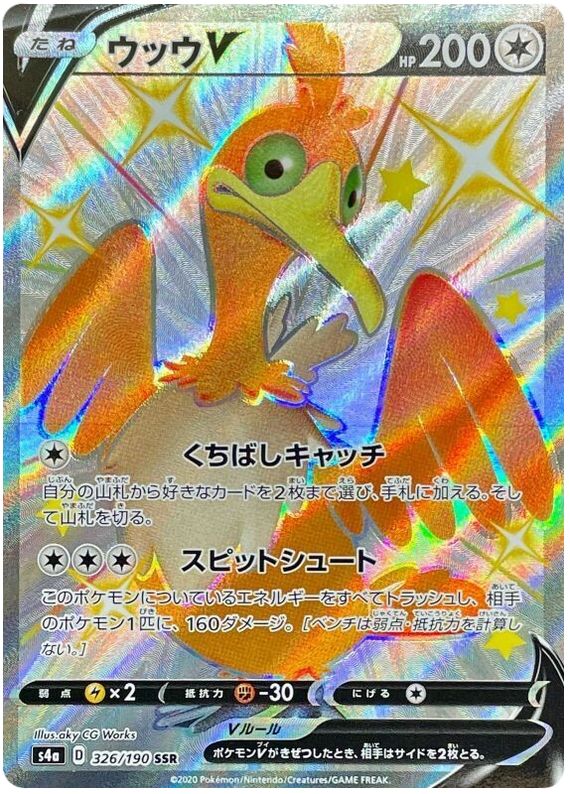 たね ウッウV HP 200
くちばしキャッチ
自分の山札から好きなカードを2枚まで選び、手札に加える。そし
て山札を切る。
スピットシュート
このポケモンについているエネルギーをすべてトラッシュし、相手
のポケモン1匹に、160ダメージ。[ベンチは弱点・抵抗力を計算し
ない。]
弱点 ×2 抵抗力 -30 にげる
Illus.aky CG Works
Vルール
s4a D 326/190 SSR
ポケモンVがきぜつしたとき、相手はサイドを2枚とる。
©2020 Pokémon/Nintendo/Creatures/GAME FREAK.